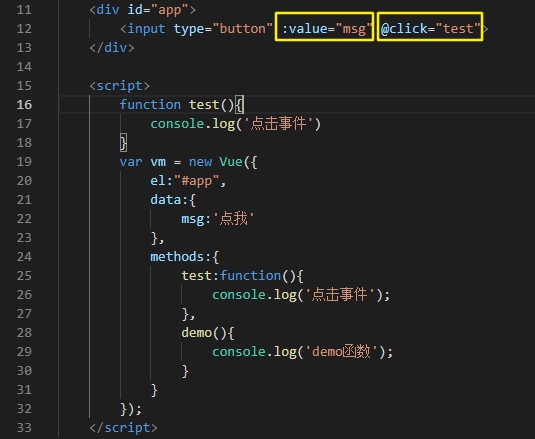 11 <div id="app">
12 <input type="button" :value="msg" @click="test">
13 </div>
14
15 <script>
16 function test(){
17 console.log('点击事件')
18 }
19 var vm = new Vue({
20 el:"#app",
21 data:{
22 msg:'点我'
23 },
24 methods:{
25 test:function(){
26 console.log('点击事件');
27 },
28 demo(){
29 console.log('demo函数');
30 }
31 }
32 });
33 </script>